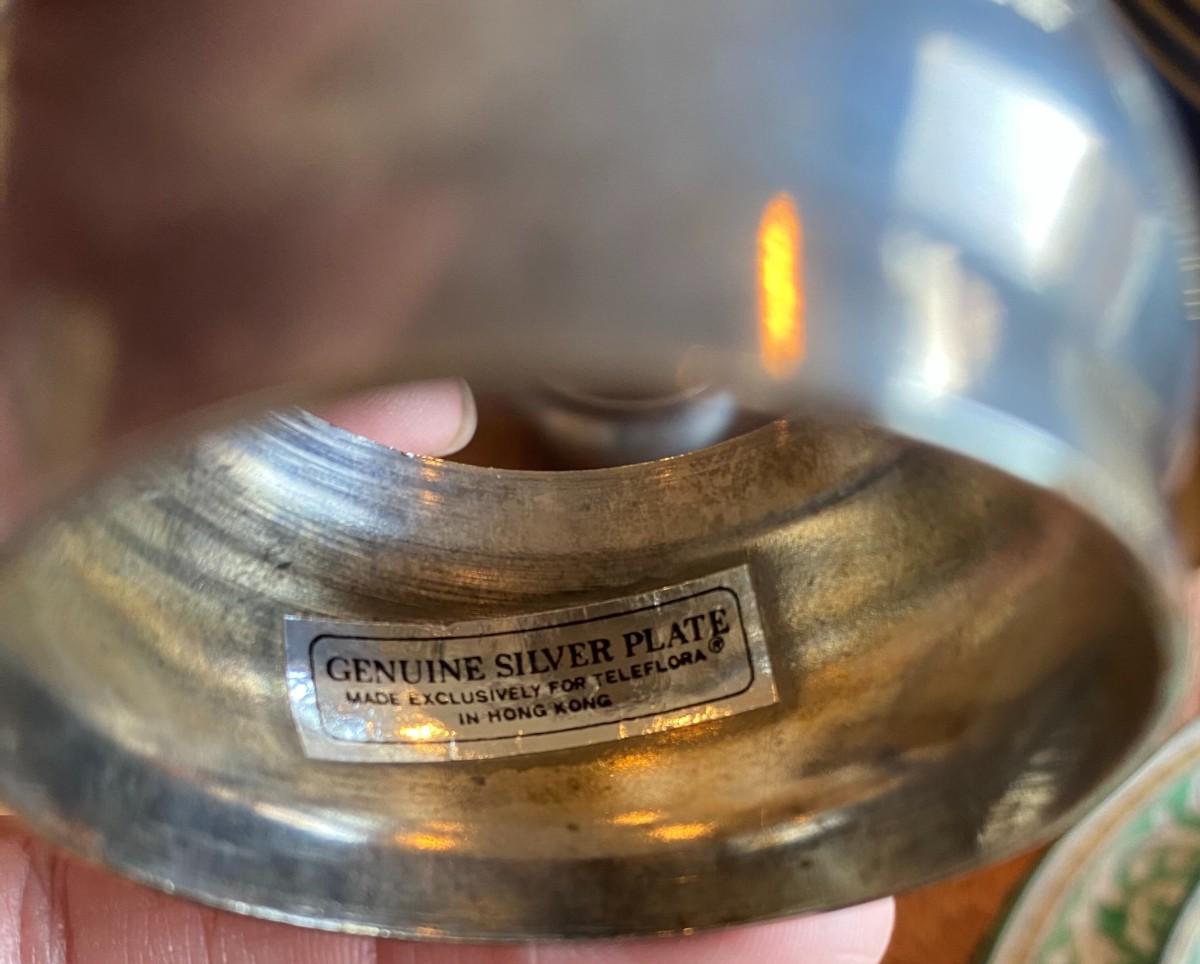 GENUINE SILVER PLATE
MADE EXCLUSIVELY FOR TELEFLORA®
IN HONG KONG